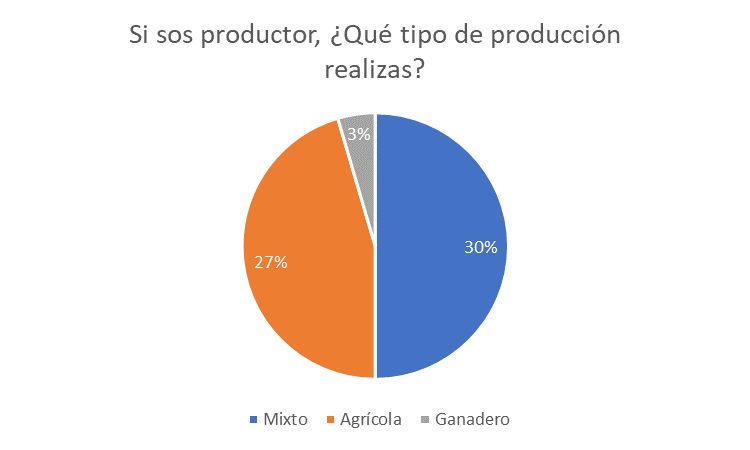 Si sos productor, ¿Qué tipo de producción
realizas?
3%
30%
27%
Mixto Agrícola Ganadero